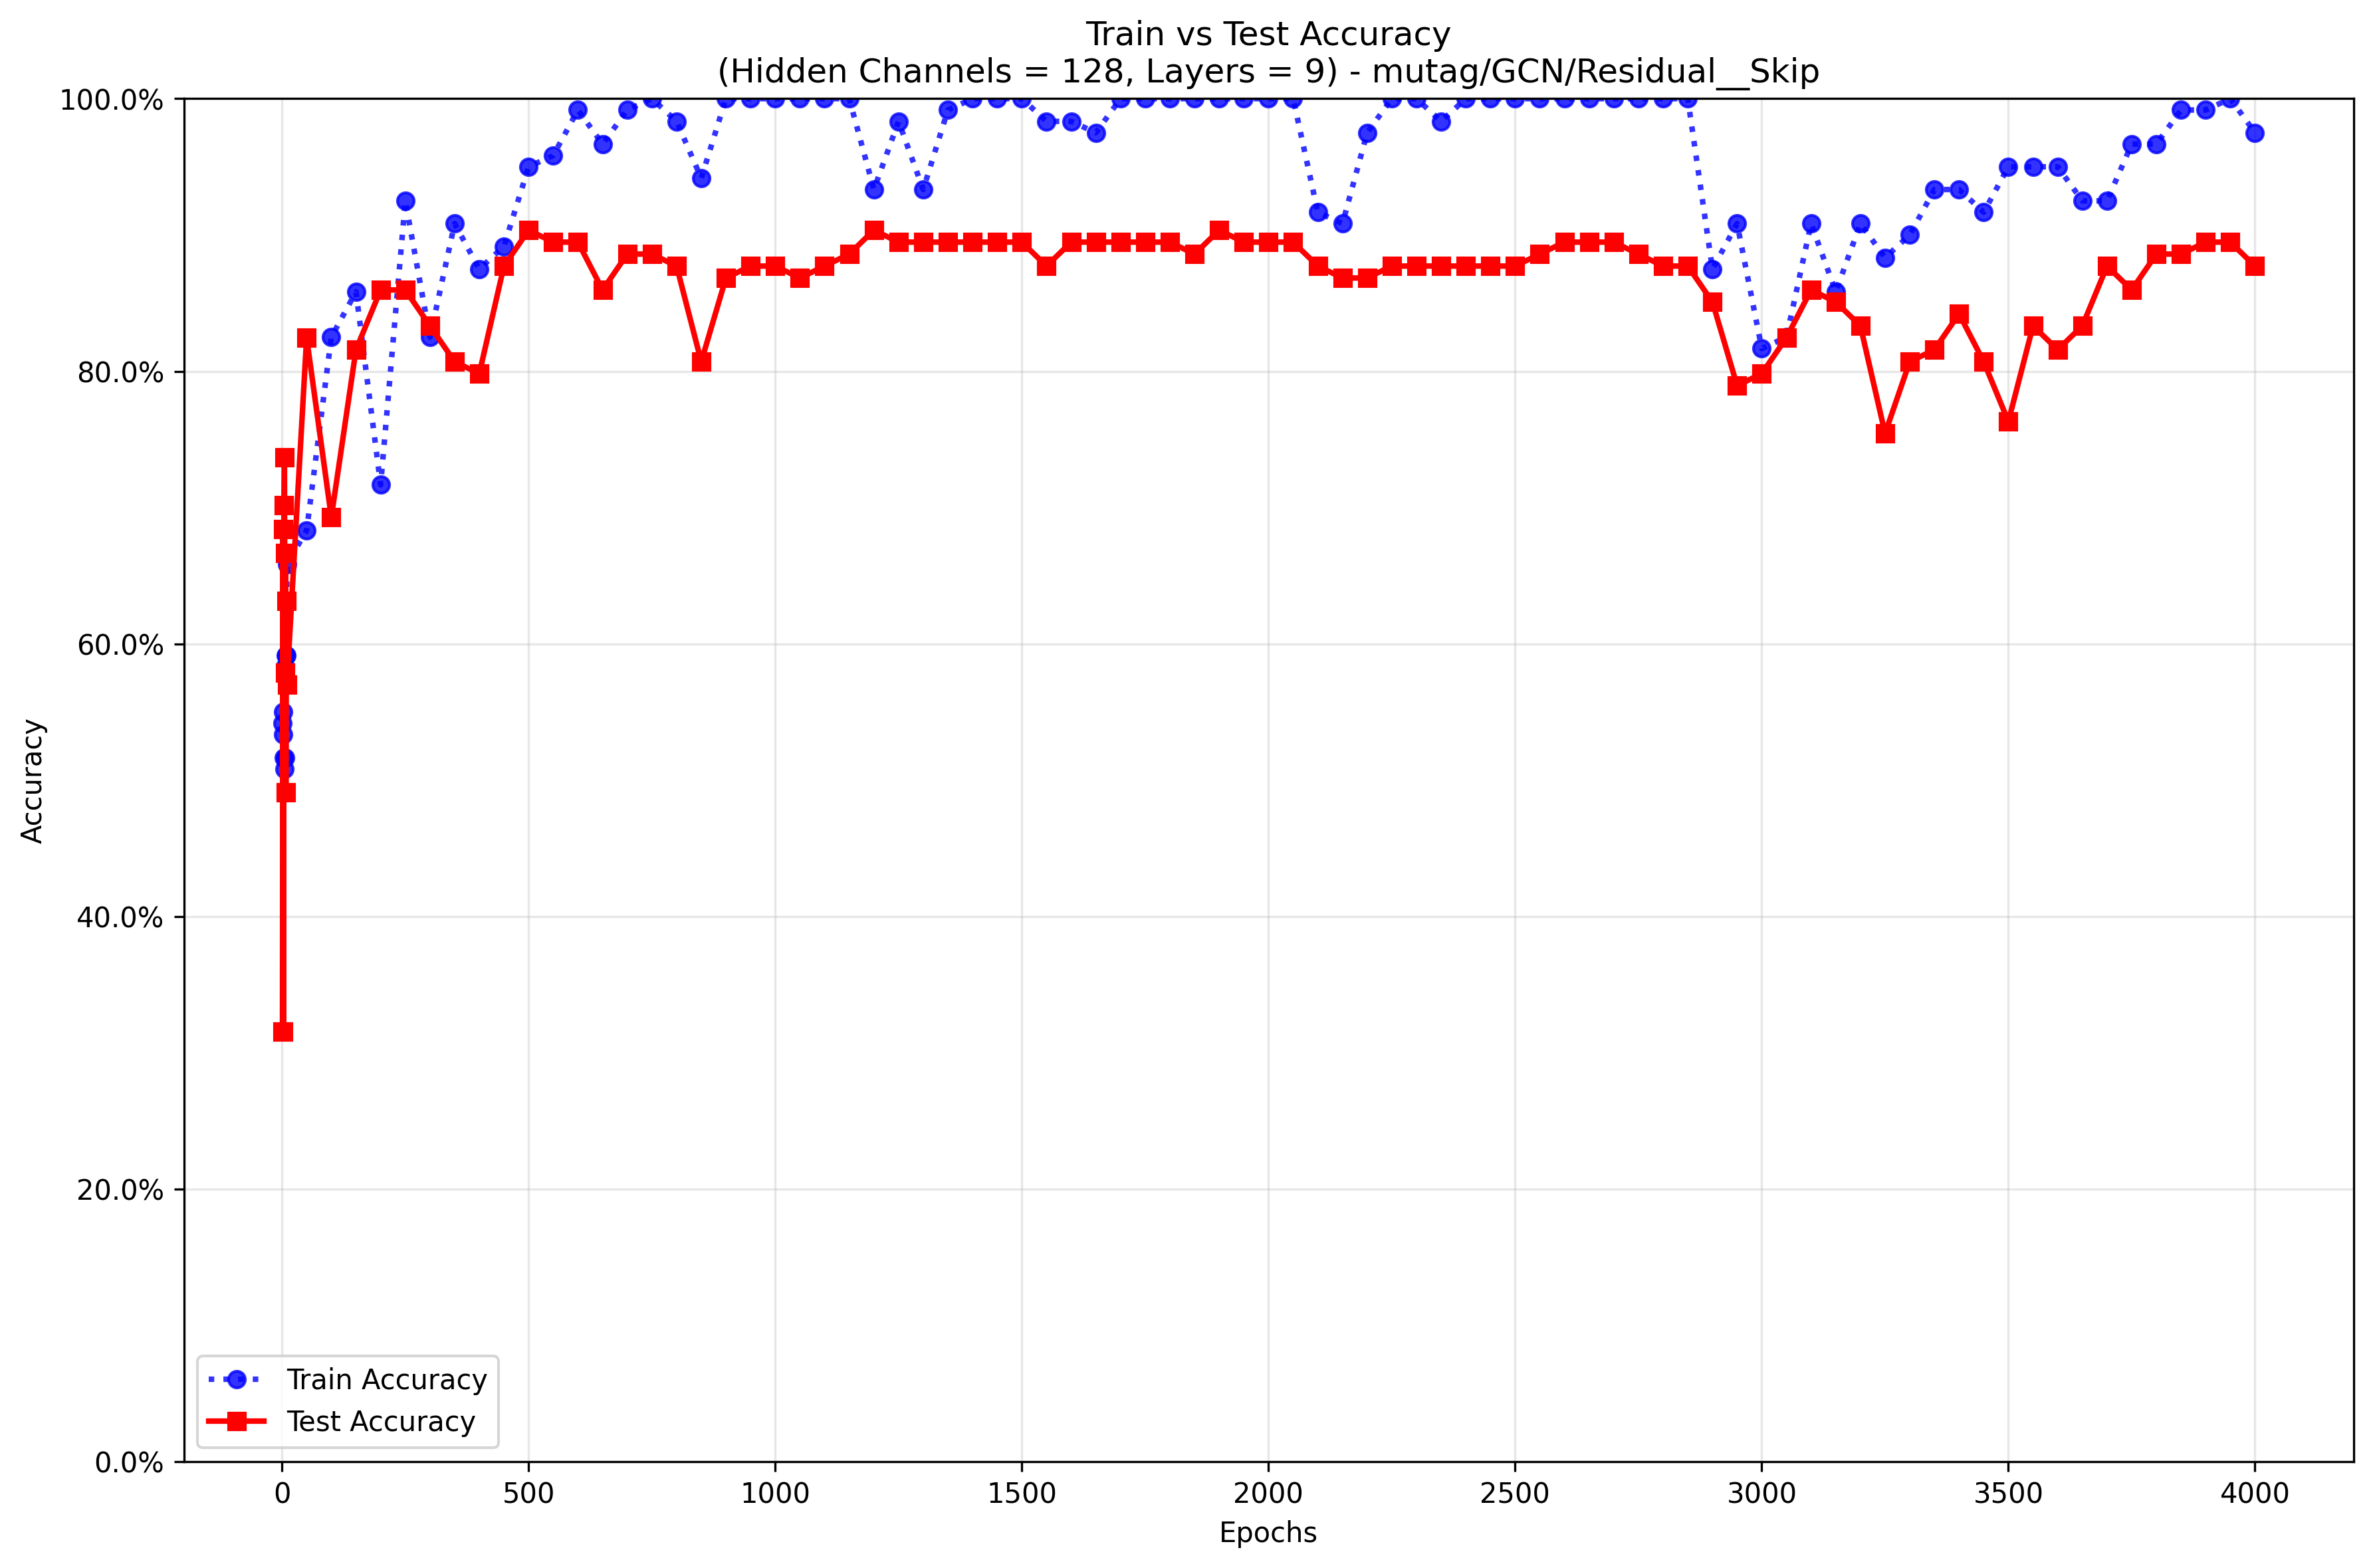 Train vs Test Accuracy
(Hidden Channels = 128, Layers = 9) - mutag/GCN/Residual__Skip
100.0%
80.0%
60.0%
40.0%
20.0%
0.0%
Accuracy
Train Accuracy
Test Accuracy
0 500 1000 1500 2000 2500 3000 3500 4000
Epochs